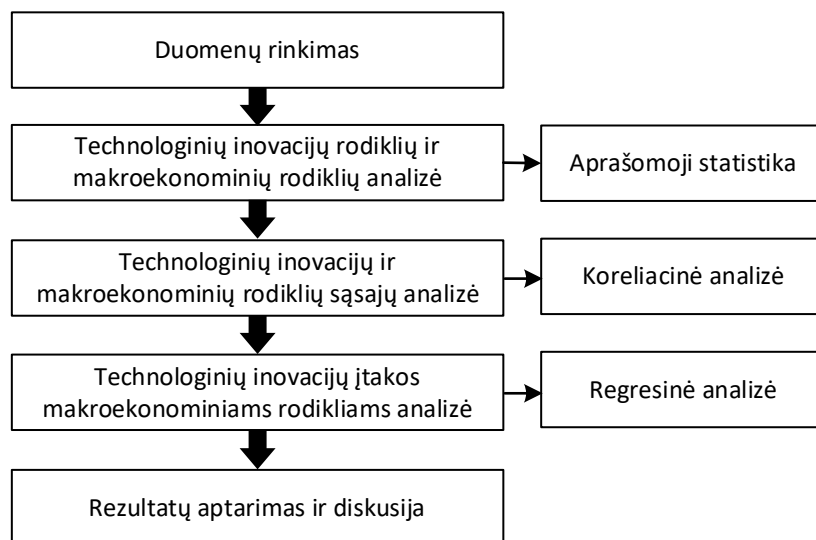 Duomenų rinkimas
Technologinių inovacijų rodiklių ir
makroekonominių rodiklių analizė
Aprašomoji statistika
Technologinių inovacijų ir
makroekonominių rodiklių sąsajų analizė
Koreliacinė analizė
Technologinių inovacijų įtakos
makroekonominiams rodikliams analizė
Regresinė analizė
Rezultatų aptarimas ir diskusija